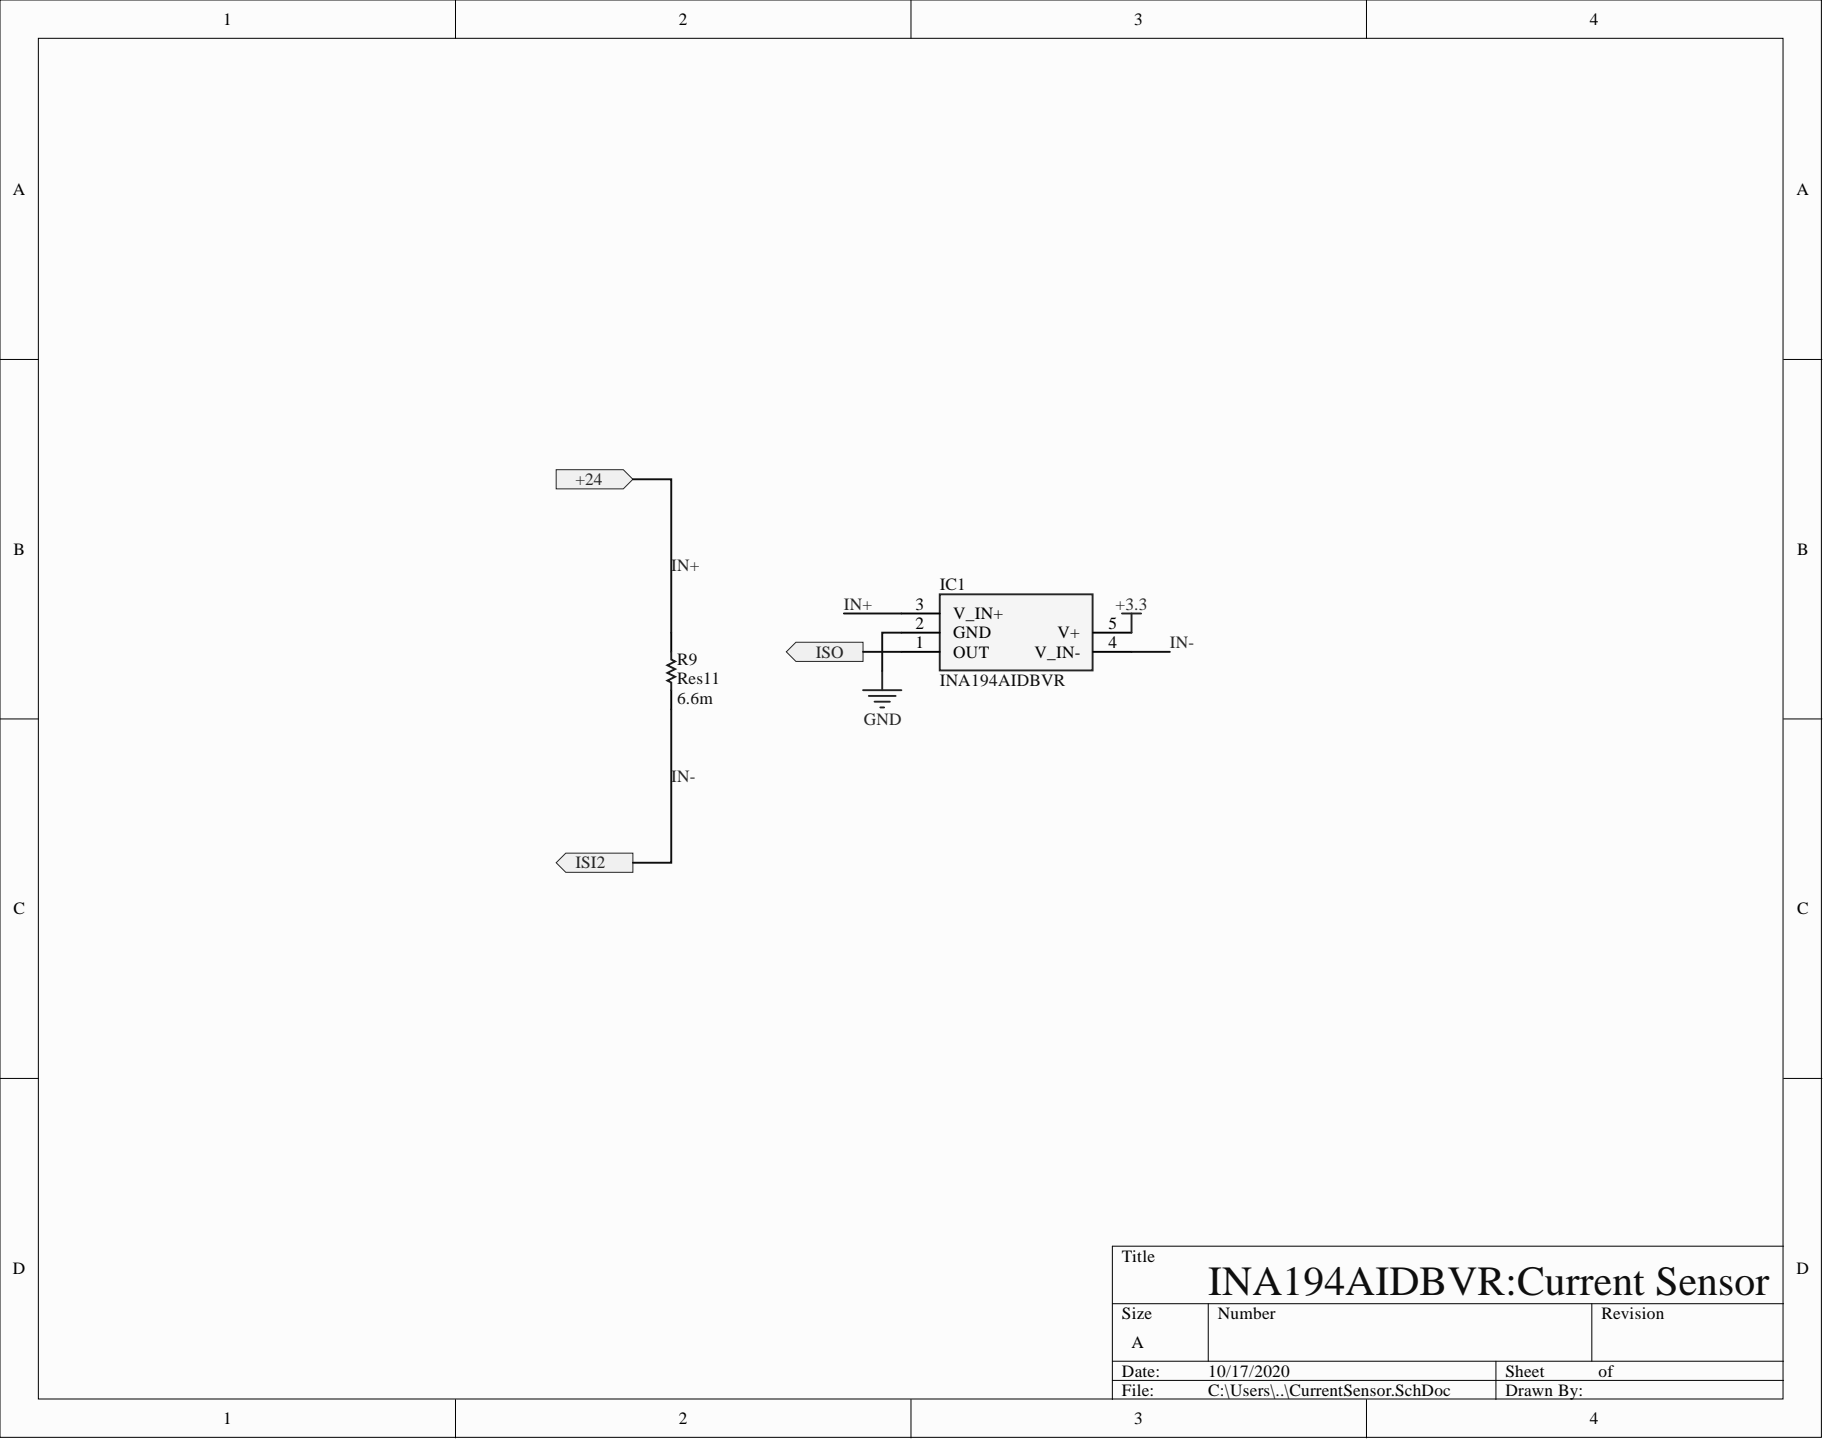 1 2 3 4
A A
+24
B B
IN+
IC1
IN+ 3 V_IN+ +3.3
2 GND V+ 5
ISO 1 OUT V_IN- 4 IN-
R9
Res11
INA194AIDBVR
6.6m
GND
IN-
ISI2
C C
Title
D D
INA194AIDBVR:Current Sensor
Size Number Revision
A
Date: 10/17/2020 Sheet of
File: C:\Users\..\CurrentSensor.SchDoc Drawn By:
1 2 3 4